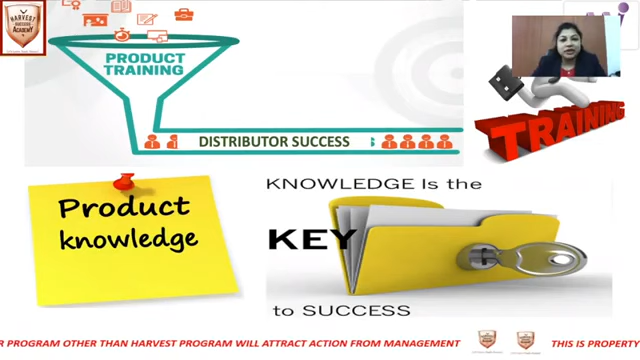 HARVEST
SUCCESS
ACADEMY
PRODUCT
TRAINING
DISTRIBUTOR SUCCESS
TRAINING
Product
knowledge
KNOWLEDGE Is the
KEY
to SUCCESS
R PROGRAM OTHER THAN HARVEST PROGRAM WILL ATTRACT ACTION FROM MANAGEMENT
THIS IS PROPERTY